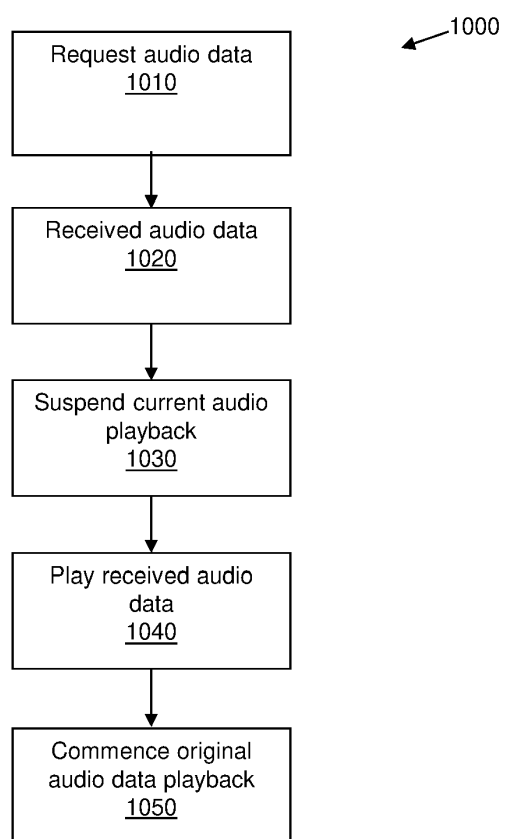 1000
Request audio data
1010
Received audio data
1020
Suspend current audio
playback
1030
Play received audio
data
1040
Commence original
audio data playback
1050